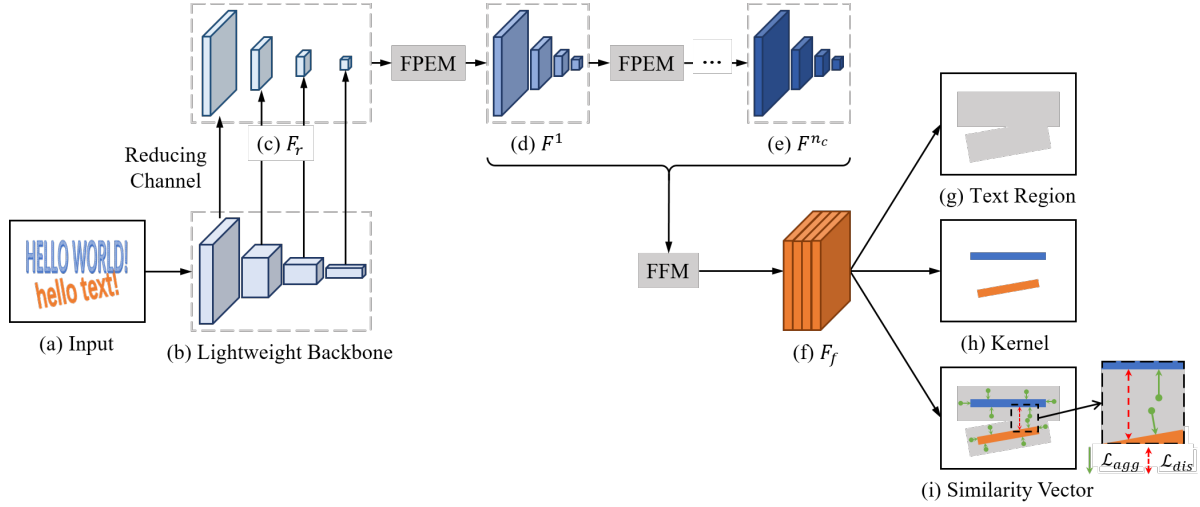 FPEM
FPEM
...
(c) F_r
(d) F^1
(e) F^{n_c}
Reducing
Channel
(g) Text Region
HELLO WORLD!
hello text!
FFM
(a) Input
(b) Lightweight Backbone
(f) F_f
(h) Kernel
L_agg
L_dis
(i) Similarity Vector